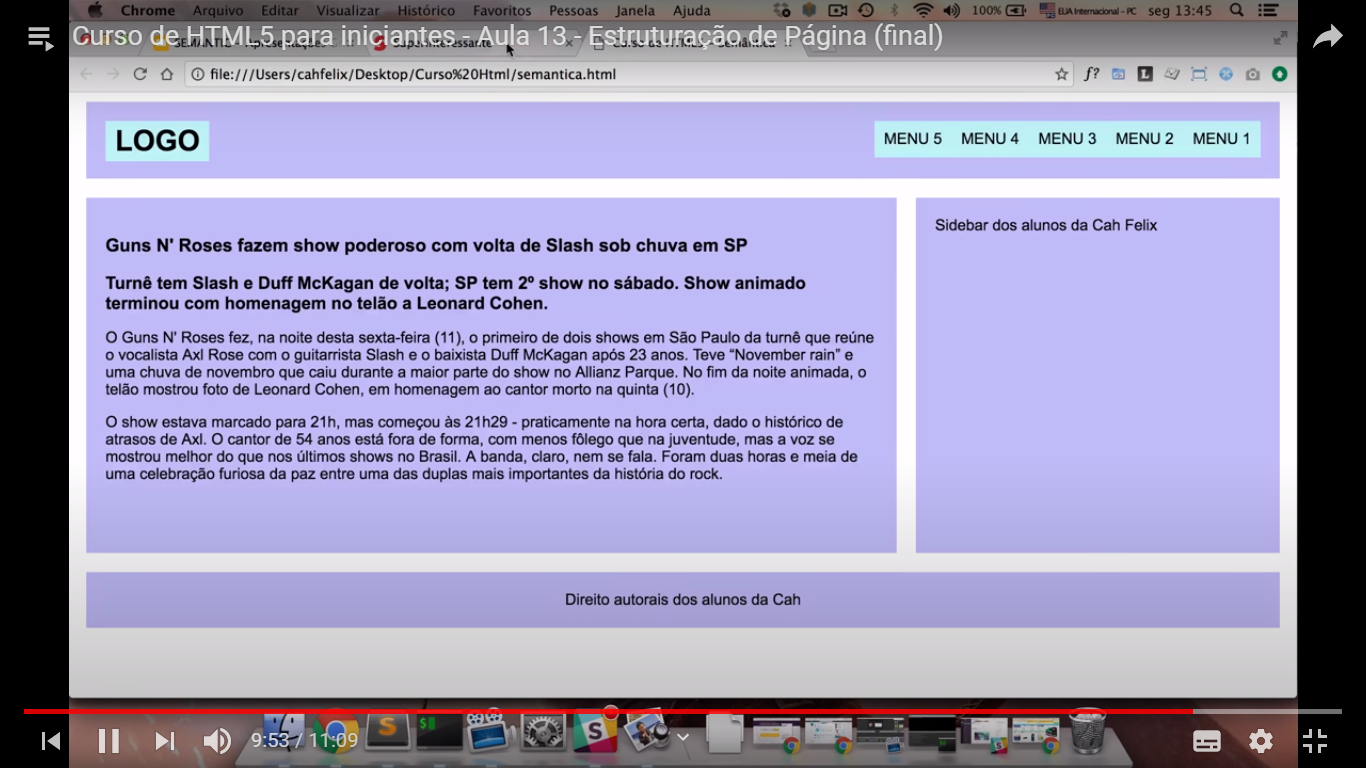 Chrome Arquivo Editar Visualizar Histórico Favoritos Pessoas Janela Ajuda 100% EUA Internacional - PC seg 13:45
Curso de HTML5 para iniciantes - Aula 13 - Estruturação de Página (final)
file:///Users/cahfelix/Desktop/Curso%20Html/semantica.html
f?
L
LOGO
MENU 5 MENU 4 MENU 3 MENU 2 MENU 1
Guns N' Roses fazem show poderoso com volta de Slash sob chuva em SP
Turnê tem Slash e Duff McKagan de volta; SP tem 2º show no sábado. Show animado
terminou com homenagem no telão a Leonard Cohen.
O Guns N' Roses fez, na noite desta sexta-feira (11), o primeiro de dois shows em São Paulo da turnê que reúne
o vocalista Axl Rose com o guitarrista Slash e o baixista Duff McKagan após 23 anos. Teve “November rain” e
uma chuva de novembro que caiu durante a maior parte do show no Allianz Parque. No fim da noite animada, o
telão mostrou foto de Leonard Cohen, em homenagem ao cantor morto na quinta (10).
O show estava marcado para 21h, mas começou às 21h29 - praticamente na hora certa, dado o histórico de
atrasos de Axl. O cantor de 54 anos está fora de forma, com menos fôlego que na juventude, mas a voz se
mostrou melhor do que nos últimos shows no Brasil. A banda, claro, nem se fala. Foram duas horas e meia de
uma celebração furiosa da paz entre uma das duplas mais importantes da história do rock.
Sidebar dos alunos da Cah Felix
Direito autorais dos alunos da Cah
9:53 / 11:09